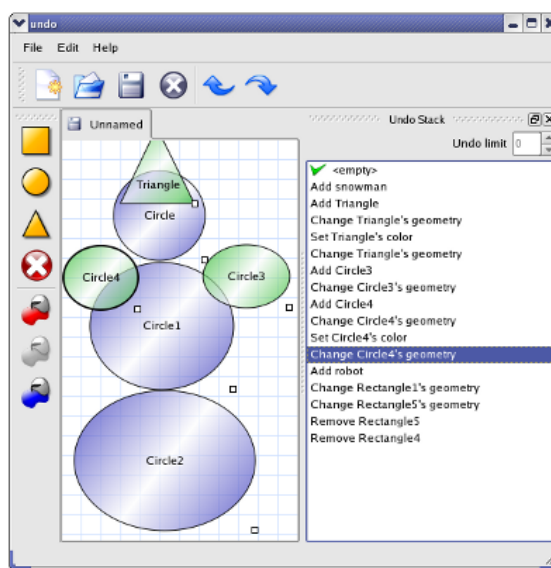 undo
File Edit Help
Unnamed
Undo Stack
Undo limit 0
Triangle
Circle
Circle4
Circle3
Circle1
Circle2
<empty>
Add snowman
Add Triangle
Change Triangle's geometry
Set Triangle's color
Change Triangle's geometry
Add Circle3
Change Circle3's geometry
Add Circle4
Change Circle4's geometry
Set Circle4's color
Change Circle4's geometry
Add robot
Change Rectangle1's geometry
Change Rectangle5's geometry
Remove Rectangle5
Remove Rectangle4